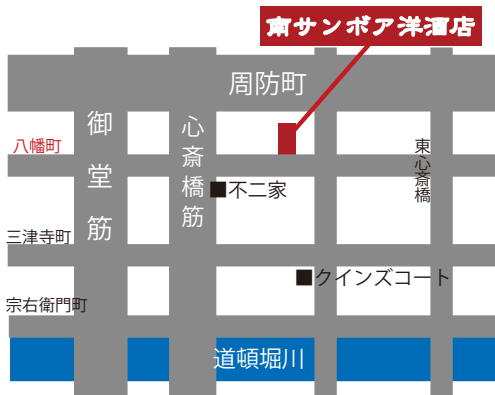 南サンボア洋酒店
周防町
御堂筋
心斎橋筋
八幡町
東心斎橋
■不二家
三津寺町
■クインズコート
宗右衛門町
道頓堀川